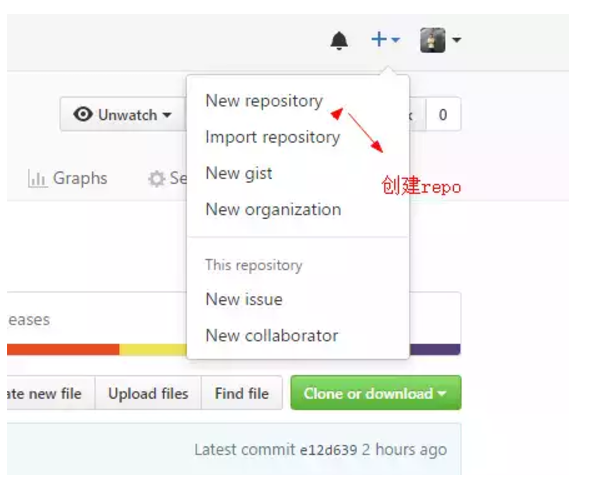 New repository
Unwatch
0
Import repository
创建repo
Graphs
New gist
New organization
This repository
eases
New issue
New collaborator
new file
Upload files
Find file
Clone or download
Latest commit e12d639 2 hours ago